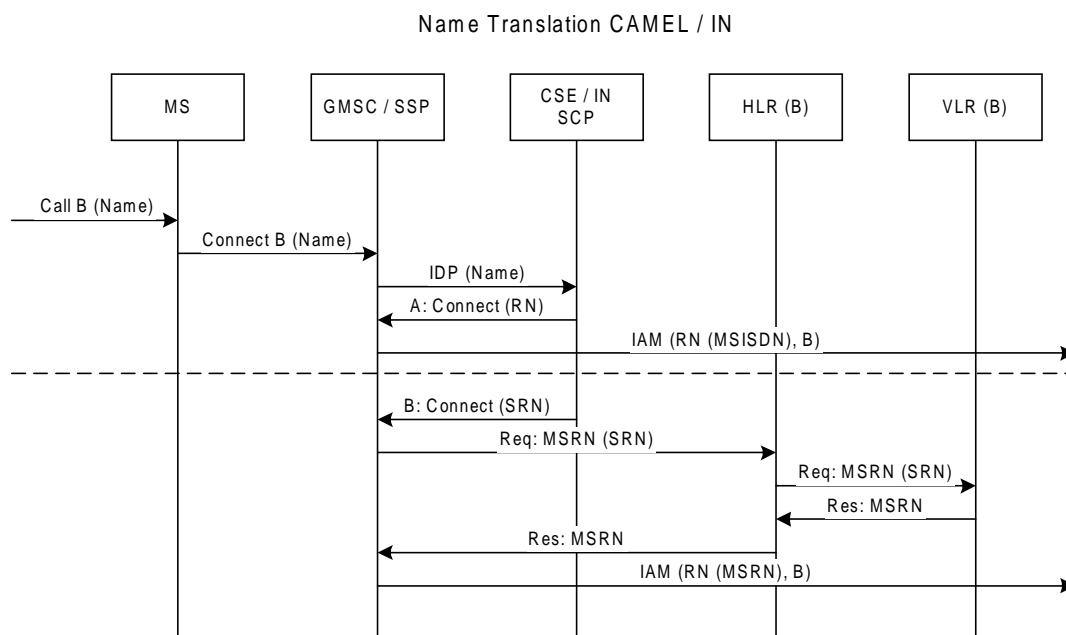 Name Translation CAMEL / IN
MS
GMSC / SSP
CSE / IN
SCP
HLR (B)
VLR (B)
Call B (Name)
Connect B (Name)
IDP (Name)
A: Connect (RN)
IAM (RN (MSISDN), B)
B: Connect (SRN)
Req: MSRN (SRN)
Req: MSRN (SRN)
Res: MSRN
Res: MSRN
IAM (RN (MSRN), B)